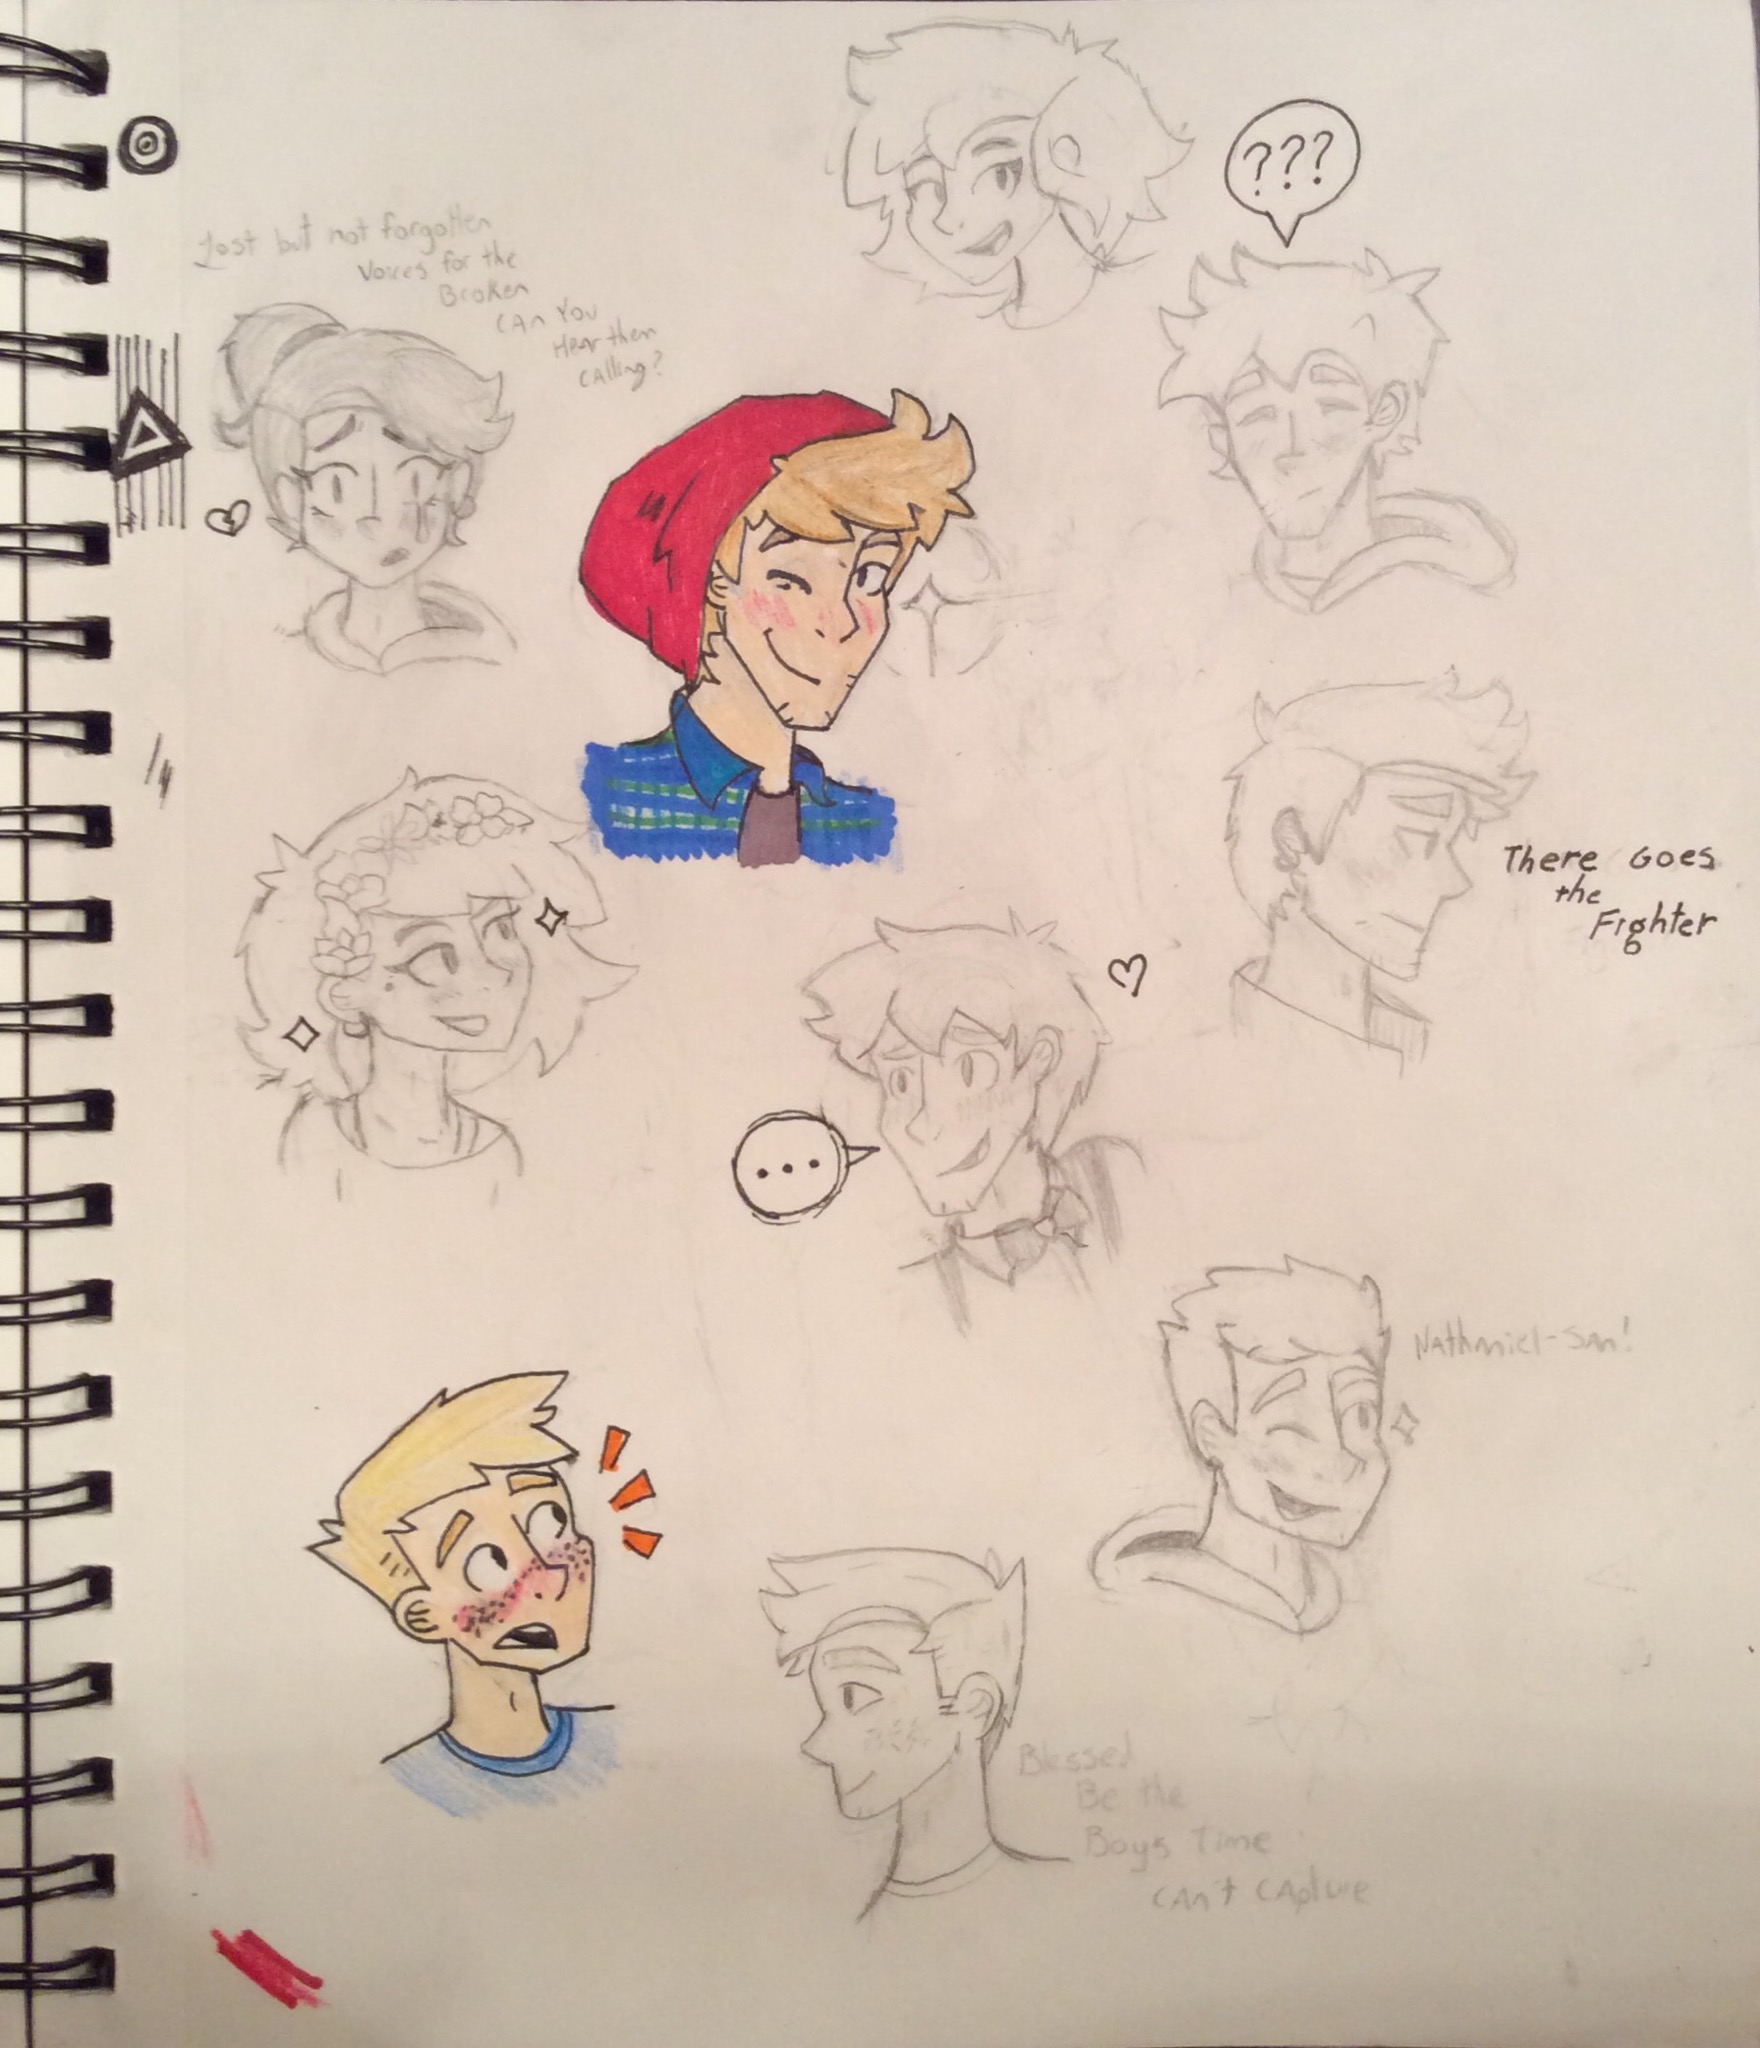 Lost but not forgotten
Voices for the
Broken
CAn You
HeAr them
CAlling?
???
There Goes
the
Fighter
...
NAthAniel-SAn!
Blessed
Be the
Boys Time
CAn't CApture